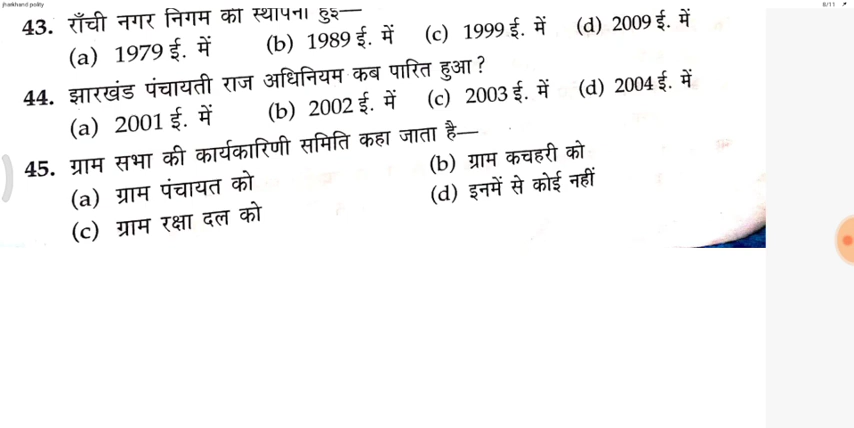 jharkhand polity
8/11
43. राँची नगर निगम की स्थापना हुई—
(a) 1979 ई. में (b) 1989 ई. में (c) 1999 ई. में (d) 2009 ई. में
44. झारखंड पंचायती राज अधिनियम कब पारित हुआ ?
(a) 2001 ई. में (b) 2002 ई. में (c) 2003 ई. में (d) 2004 ई. में
45. ग्राम सभा की कार्यकारिणी समिति कहा जाता है—
(a) ग्राम पंचायत को (b) ग्राम कचहरी को
(c) ग्राम रक्षा दल को (d) इनमें से कोई नहीं